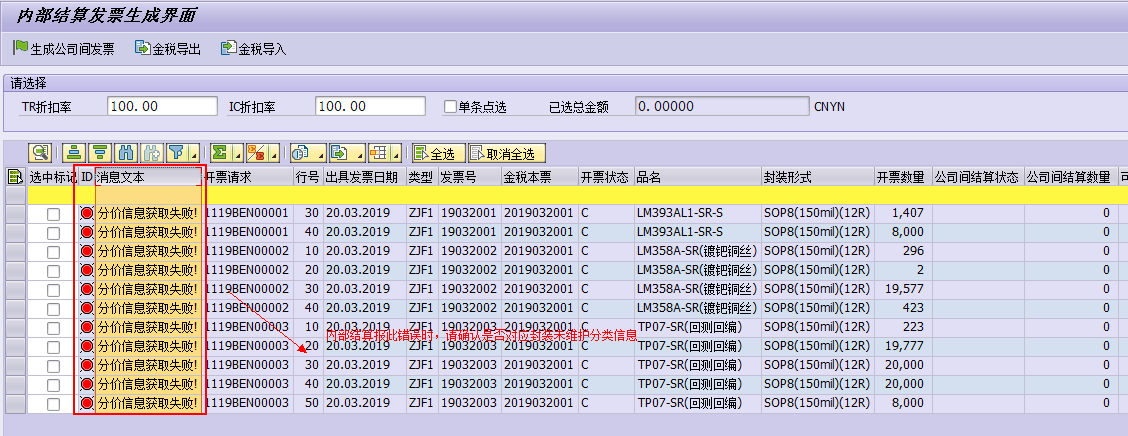 内部结算发票生成界面
生成公司间发票 金税导出 金税导入
请选择
TR折扣率 100.00 IC折扣率 100.00 单条点选 已选总金额 0.00000 CNYN
全选 取消全选
选中标记 ID 消息文本 开票请求 行号 出具发票日期 类型 发票号 金税本票 开票状态 品名 封装形式 开票数量 公司间结算状态 公司间结算数量 可
分价信息获取失败! 1119BEN00001 30 20.03.2019 ZJF1 19032001 2019032001 C LM393AL1-SR-S SOP8(150mil)(12R) 1,407 0
分价信息获取失败! 1119BEN00001 40 20.03.2019 ZJF1 19032001 2019032001 C LM393AL1-SR-S SOP8(150mil)(12R) 8,000 0
分价信息获取失败! 1119BEN00002 10 20.03.2019 ZJF1 19032002 2019032001 C LM358A-SR(镀钯铜丝) SOP8(150mil)(12R) 296 0
分价信息获取失败! 1119BEN00002 20 20.03.2019 ZJF1 19032002 2019032001 C LM358A-SR(镀钯铜丝) SOP8(150mil)(12R) 2 0
分价信息获取失败! 1119BEN00002 30 20.03.2019 ZJF1 19032002 2019032001 C LM358A-SR(镀钯铜丝) SOP8(150mil)(12R) 19,577 0
分价信息获取失败! 1119BEN00002 40 20.03.2019 ZJF1 19032002 2019032001 C LM358A-SR(镀钯铜丝) SOP8(150mil)(12R) 423 0
分价信息获取失败! 1119BEN00003 10 20.03.2019 ZJF1 19032003 2019032001 C TP07-SR(回测回编) SOP8(150mil)(12R) 223 0
内部结算报此错误时，请确认是否对应封装未维护分类信息
分价信息获取失败! 1119BEN00003 20 20.03.2019 ZJF1 19032003 2019032001 C TP07-SR(回测回编) SOP8(150mil)(12R) 19,777 0
分价信息获取失败! 1119BEN00003 30 20.03.2019 ZJF1 19032003 2019032001 C TP07-SR(回测回编) SOP8(150mil)(12R) 20,000 0
分价信息获取失败! 1119BEN00003 40 20.03.2019 ZJF1 19032003 2019032001 C TP07-SR(回测回编) SOP8(150mil)(12R) 20,000 0
分价信息获取失败! 1119BEN00003 50 20.03.2019 ZJF1 19032003 2019032001 C TP07-SR(回测回编) SOP8(150mil)(12R) 8,000 0